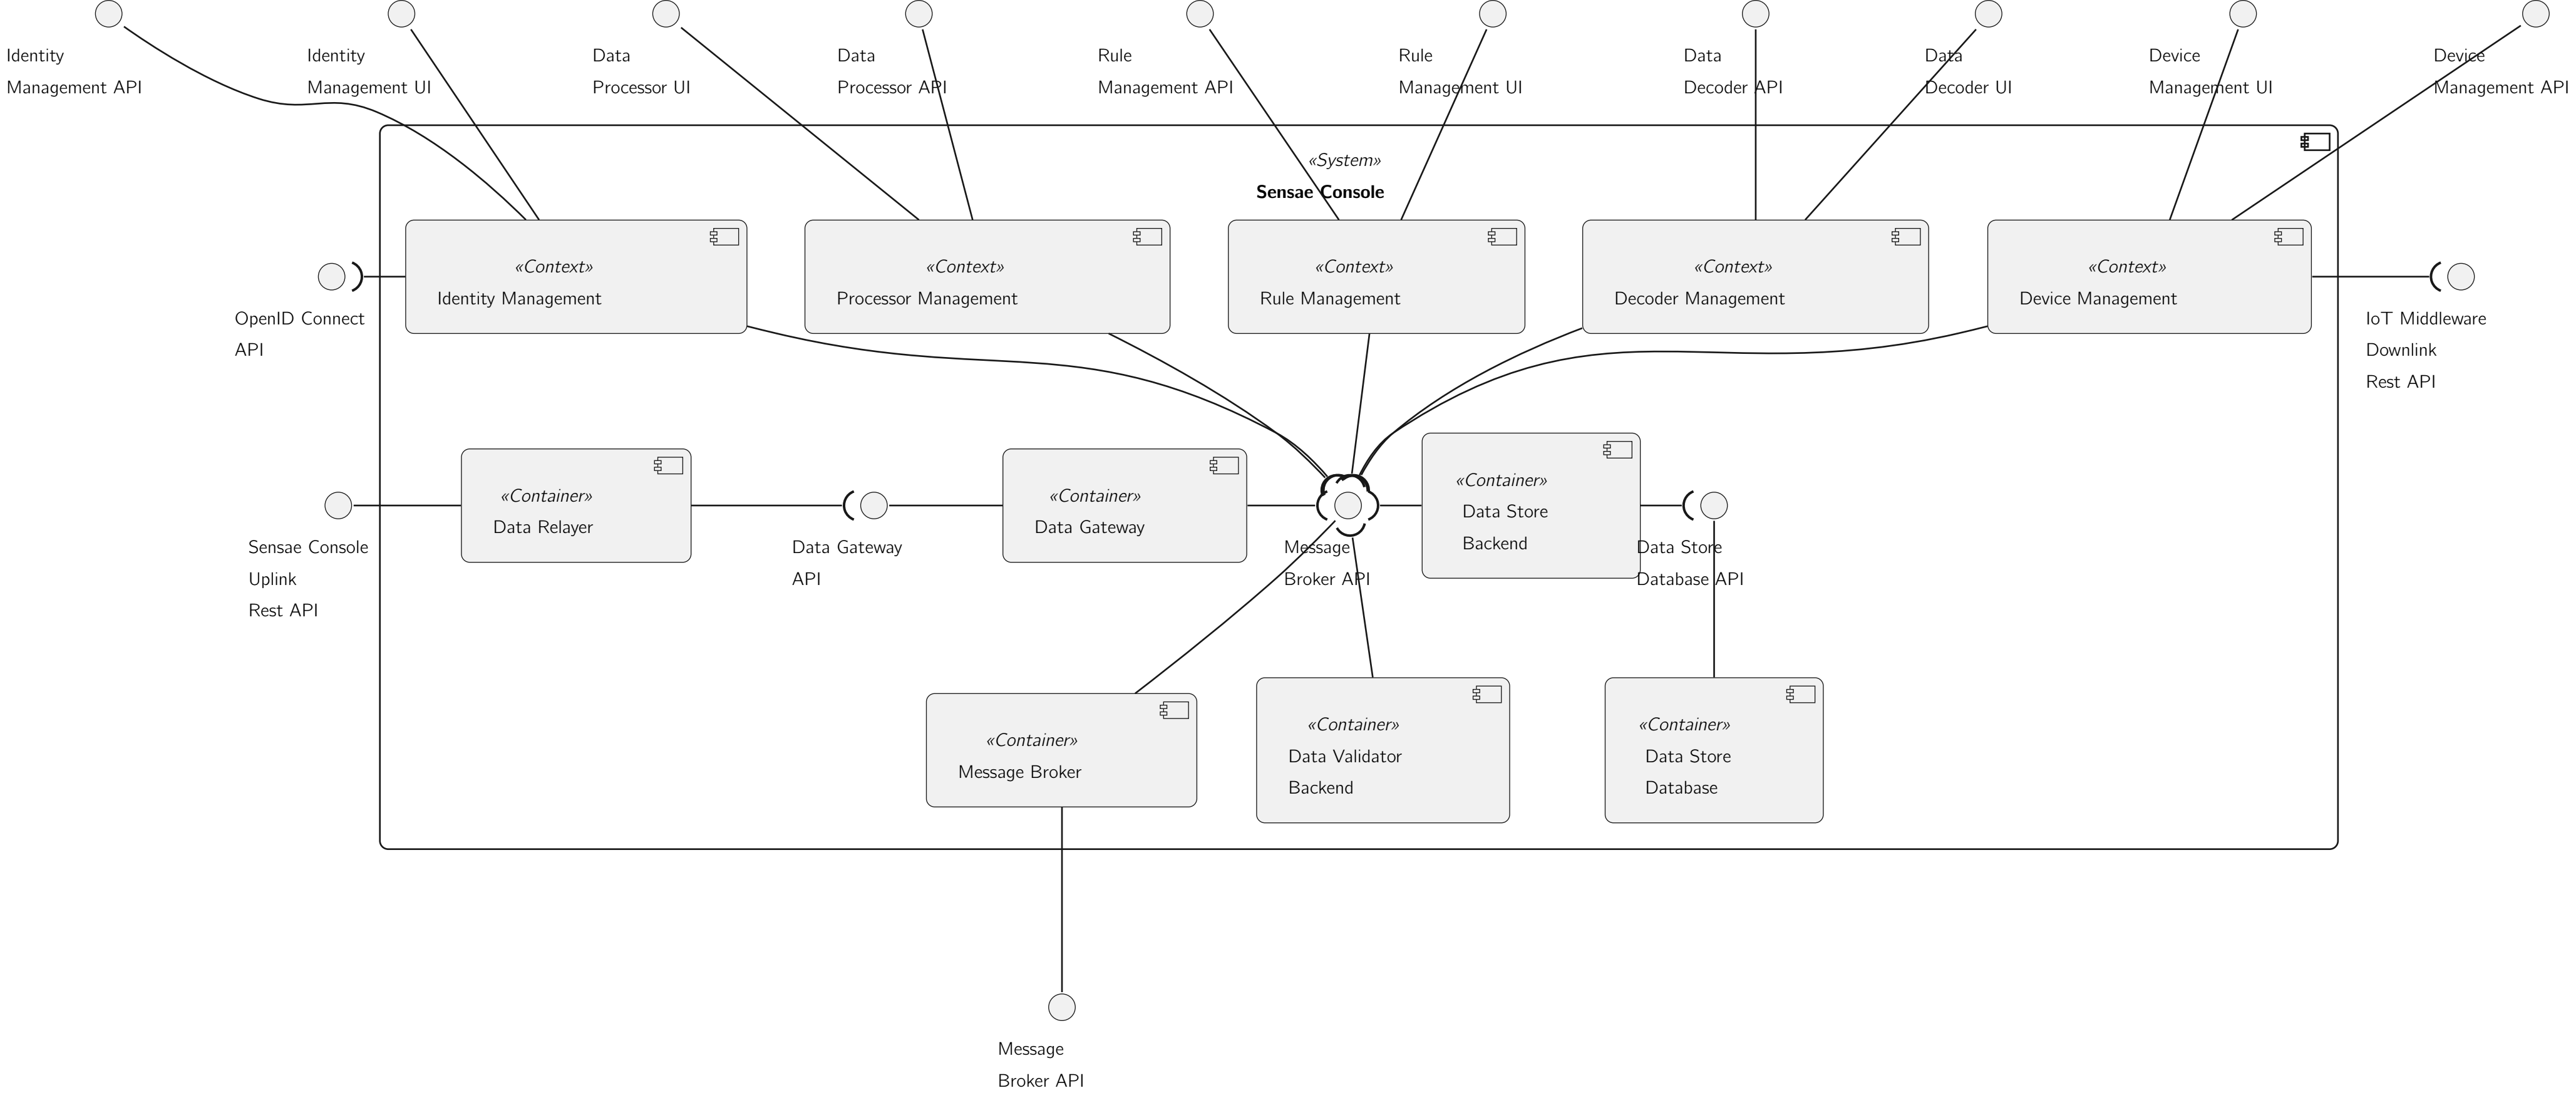 Identity
Management API
Identity
Management UI
Data
Processor UI
Data
Processor API
Rule
Management API
Rule
Management UI
Data
Decoder API
Data
Decoder UI
Device
Management UI
Device
Management API
«System»
Sensae Console
«Context»
Identity Management
«Context»
Processor Management
«Context»
Rule Management
«Context»
Decoder Management
«Context»
Device Management
OpenID Connect
API
IoT Middleware
Downlink
Rest API
«Container»
Data Relayer
«Container»
Data Gateway
«Container»
Data Store
Backend
Sensae Console
Uplink
Rest API
Data Gateway
API
Message
Broker API
Data Store
Database API
«Container»
Message Broker
«Container»
Data Validator
Backend
«Container»
Data Store
Database
Message
Broker API